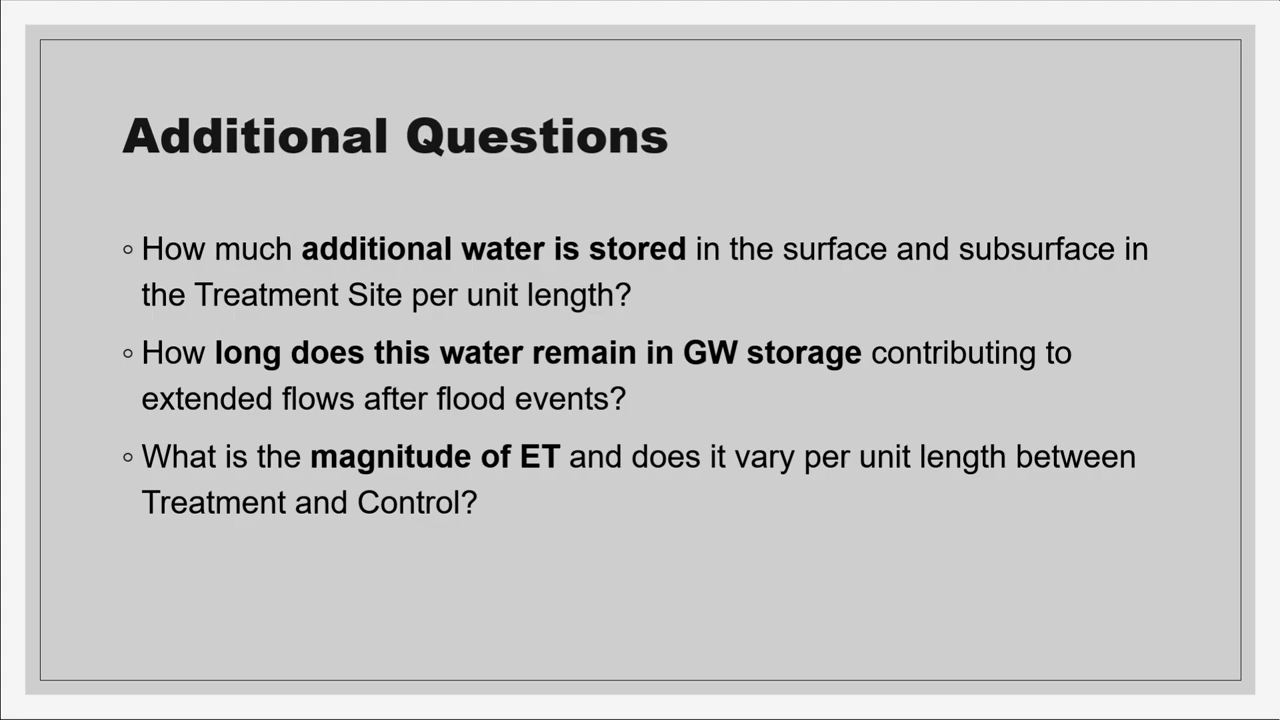 Additional Questions
◦ How much additional water is stored in the surface and subsurface in
the Treatment Site per unit length?
◦ How long does this water remain in GW storage contributing to
extended flows after flood events?
◦ What is the magnitude of ET and does it vary per unit length between
Treatment and Control?